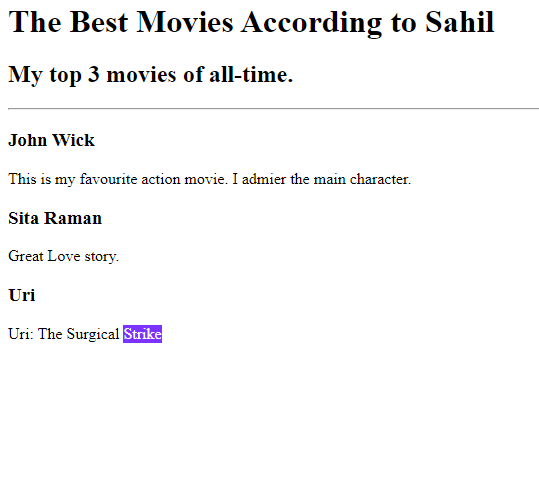 The Best Movies According to Sahil
My top 3 movies of all-time.
John Wick
This is my favourite action movie. I admier the main character.
Sita Raman
Great Love story.
Uri
Uri: The Surgical Strike